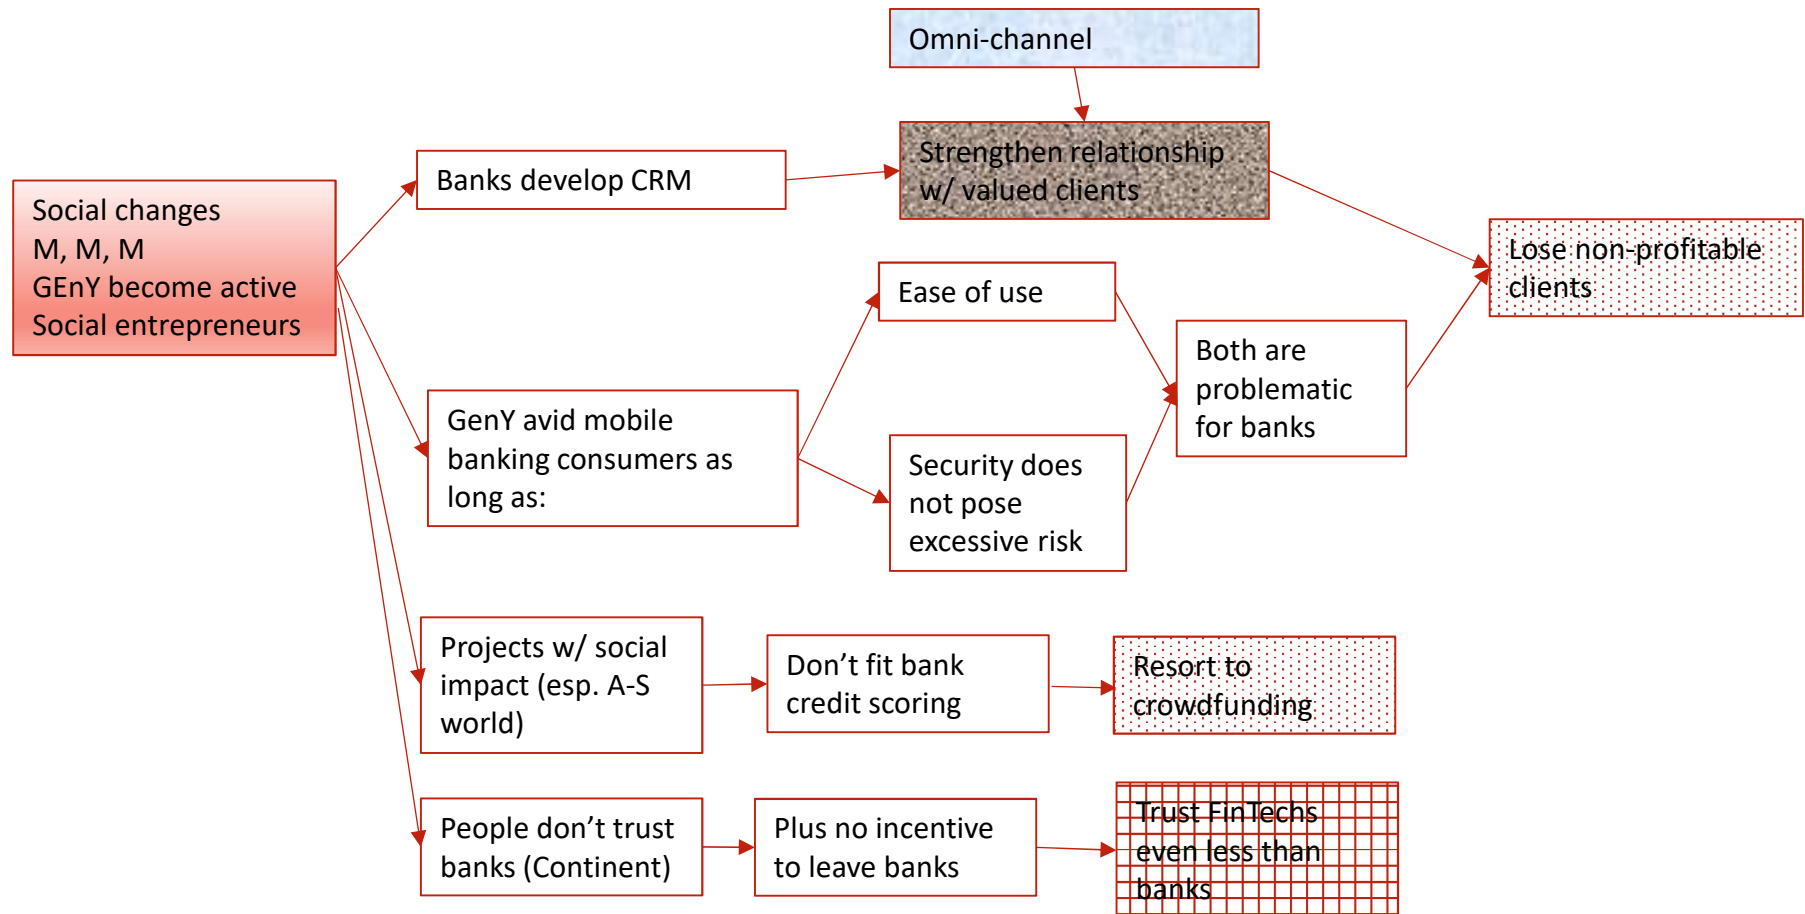 Omni-channel
Strengthen relationship
w/ valued clients
Banks develop CRM
Social changes
M, M, M
GEnY become active
Social entrepreneurs
Lose non-profitable
clients
Ease of use
Both are
problematic
for banks
GenY avid mobile
banking consumers as
long as:
Security does
not pose
excessive risk
Projects w/ social
impact (esp. A-S
world)
Don’t fit bank
credit scoring
Resort to
crowdfunding
People don’t trust
banks (Continent)
Plus no incentive
to leave banks
Trust FinTechs
even less than
banks